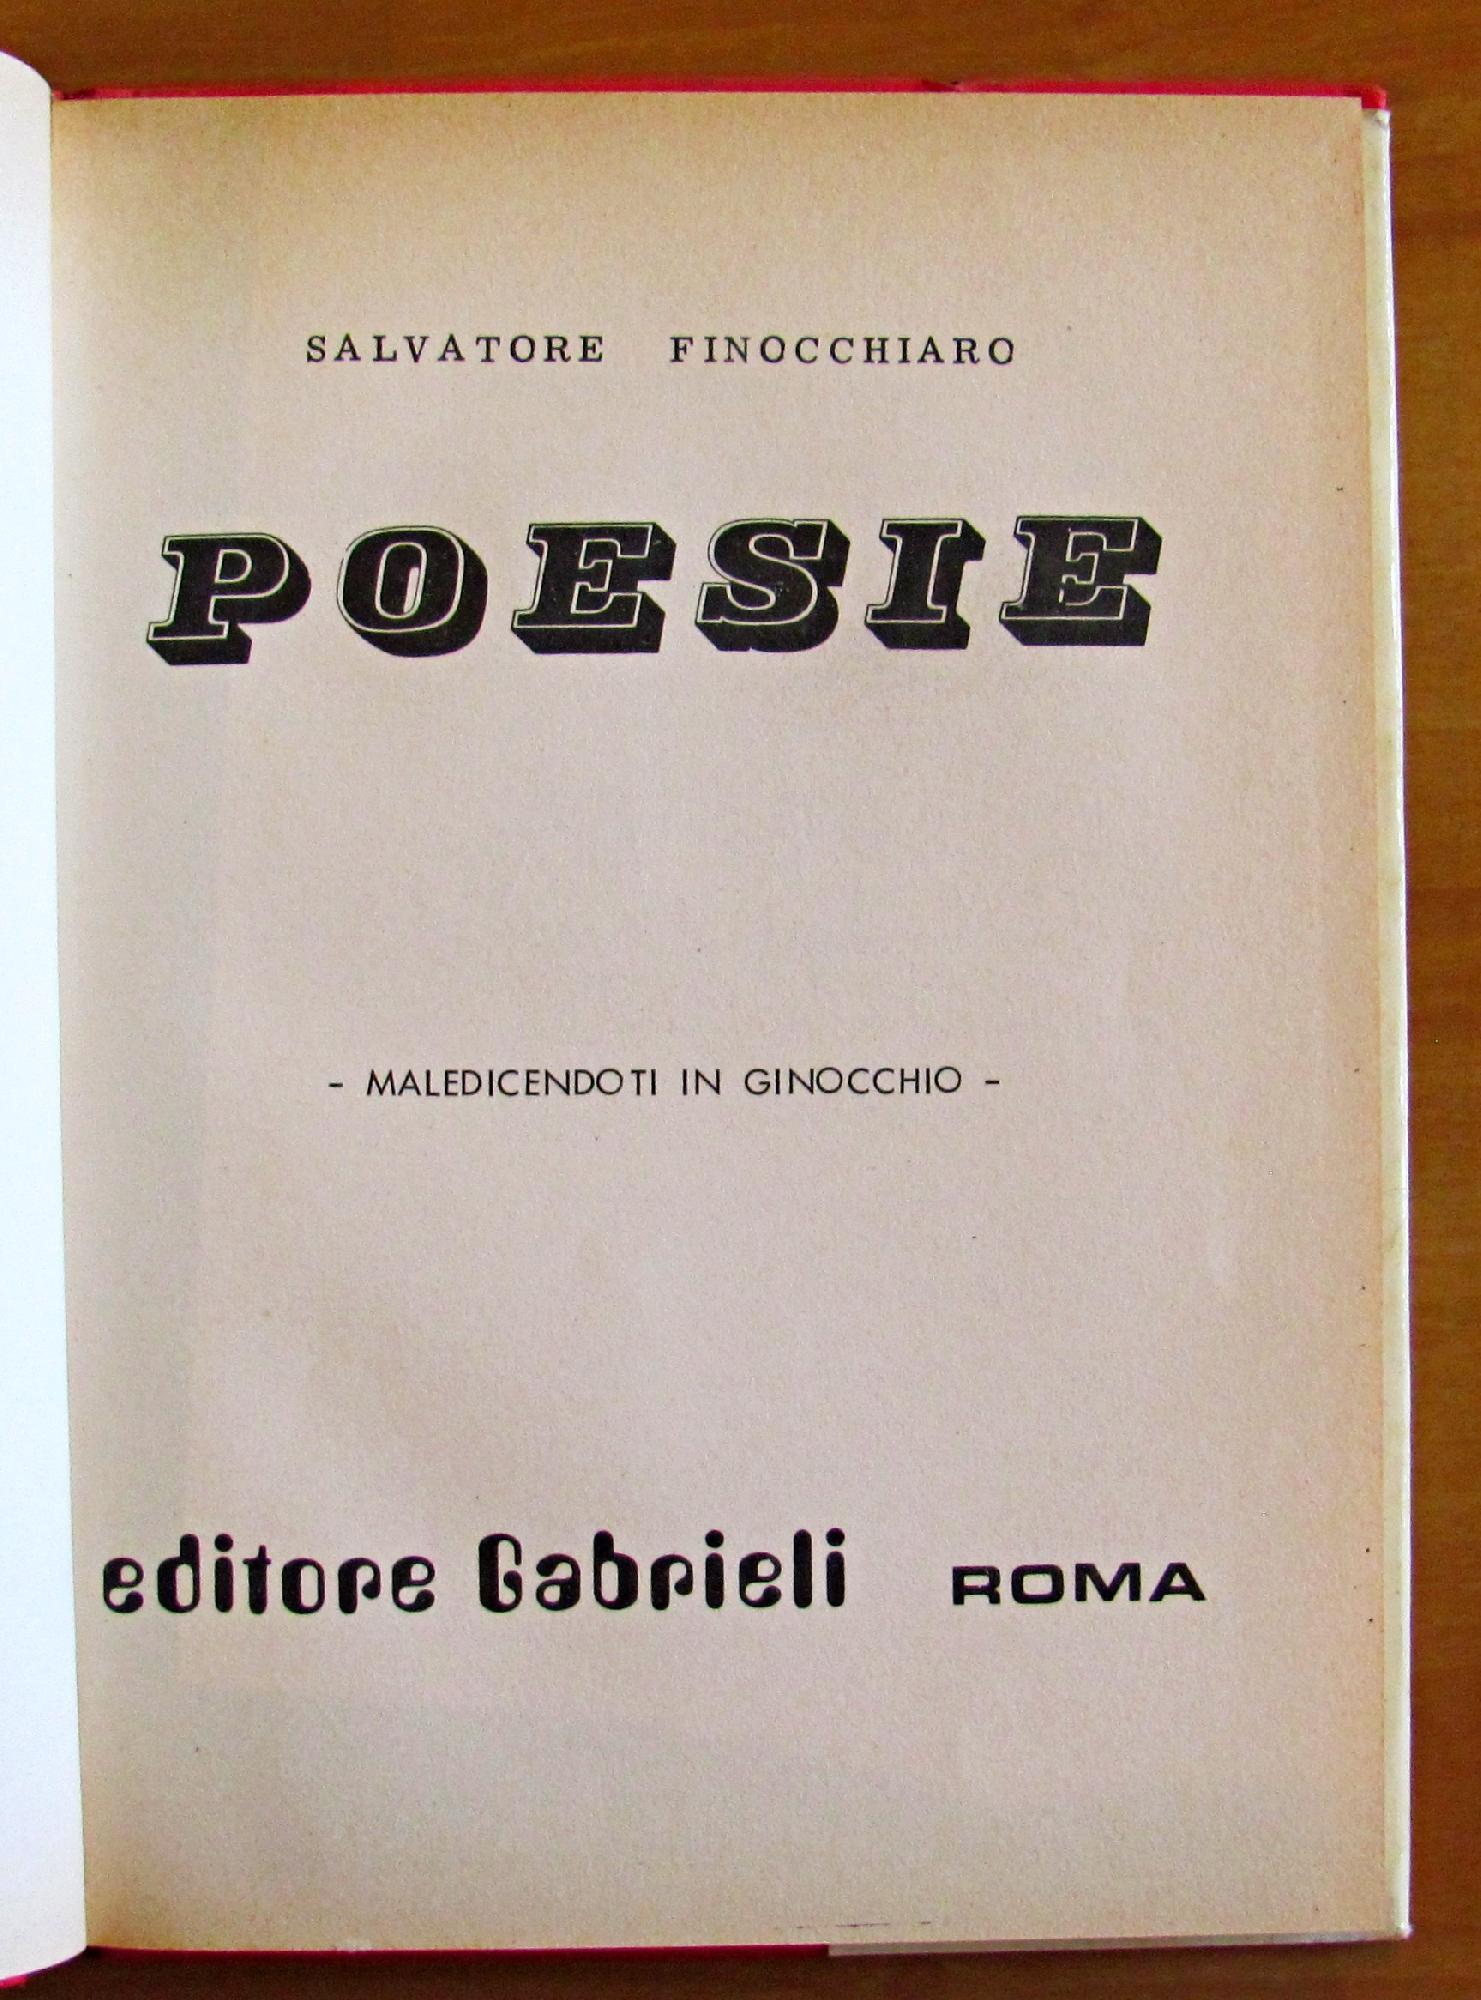 SALVATORE FINOCCHIARO
POESIE
- MALEDICENDOTI IN GINOCCHIO -
editore Gabrieli ROMA